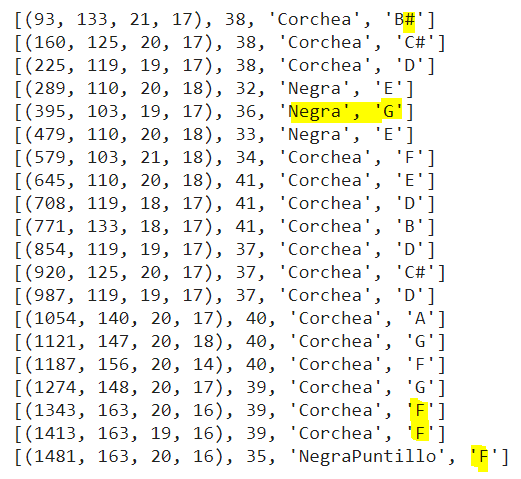 [(93, 133, 21, 17), 38, 'Corchea', 'B#']
[(160, 125, 20, 17), 38, 'Corchea', 'C#']
[(225, 119, 19, 17), 38, 'Corchea', 'D']
[(289, 110, 20, 18), 32, 'Negra', 'E']
[(395, 103, 19, 17), 36, 'Negra', 'G']
[(479, 110, 20, 18), 33, 'Negra', 'E']
[(579, 103, 21, 18), 34, 'Corchea', 'F']
[(645, 110, 20, 18), 41, 'Corchea', 'E']
[(708, 119, 18, 17), 41, 'Corchea', 'D']
[(771, 133, 18, 17), 41, 'Corchea', 'B']
[(854, 119, 19, 17), 37, 'Corchea', 'D']
[(920, 125, 20, 17), 37, 'Corchea', 'C#']
[(987, 119, 19, 17), 37, 'Corchea', 'D']
[(1054, 140, 20, 17), 40, 'Corchea', 'A']
[(1121, 147, 20, 18), 40, 'Corchea', 'G']
[(1187, 156, 20, 14), 40, 'Corchea', 'F']
[(1274, 148, 20, 17), 39, 'Corchea', 'G']
[(1343, 163, 20, 16), 39, 'Corchea', 'F']
[(1413, 163, 19, 16), 39, 'Corchea', 'F']
[(1481, 163, 20, 16), 35, 'NegraPuntillo', 'F']